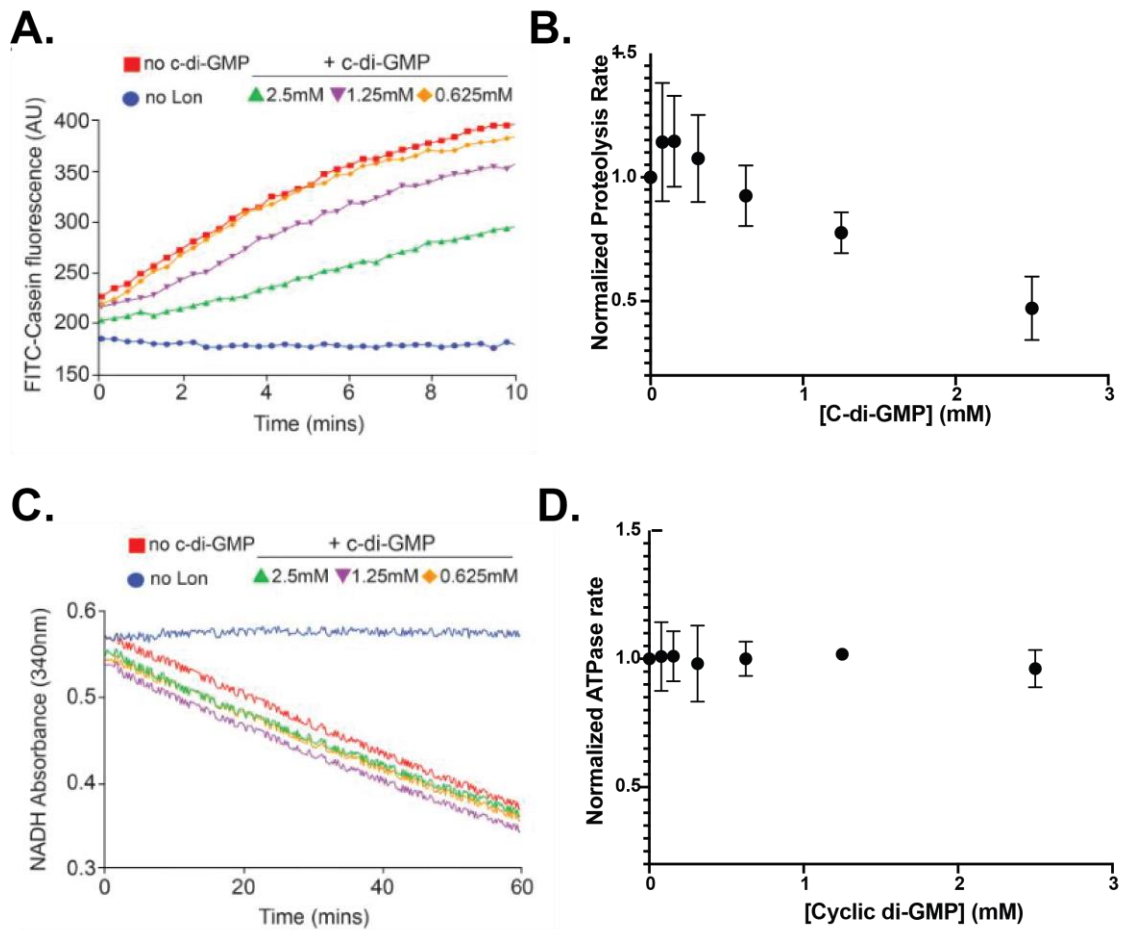 A.
no c-di-GMP + c-di-GMP
no Lon 2.5mM 1.25mM 0.625mM
FITC-Casein fluorescence (AU)
400
350
300
250
200
150
0 2 4 6 8 10
Time (mins)
B.
Normalized Proteolysis Rate
1.5
1.0
0.5
0 1 2 3
[C-di-GMP] (mM)
C.
no c-di-GMP + c-di-GMP
no Lon 2.5mM 1.25mM 0.625mM
NADH Absorbance (340nm)
0.6
0.5
0.4
0.3
0 20 40 60
Time (mins)
D.
Normalized ATPase rate
1.5
1.0
0.5
0 1 2 3
[Cyclic di-GMP] (mM)